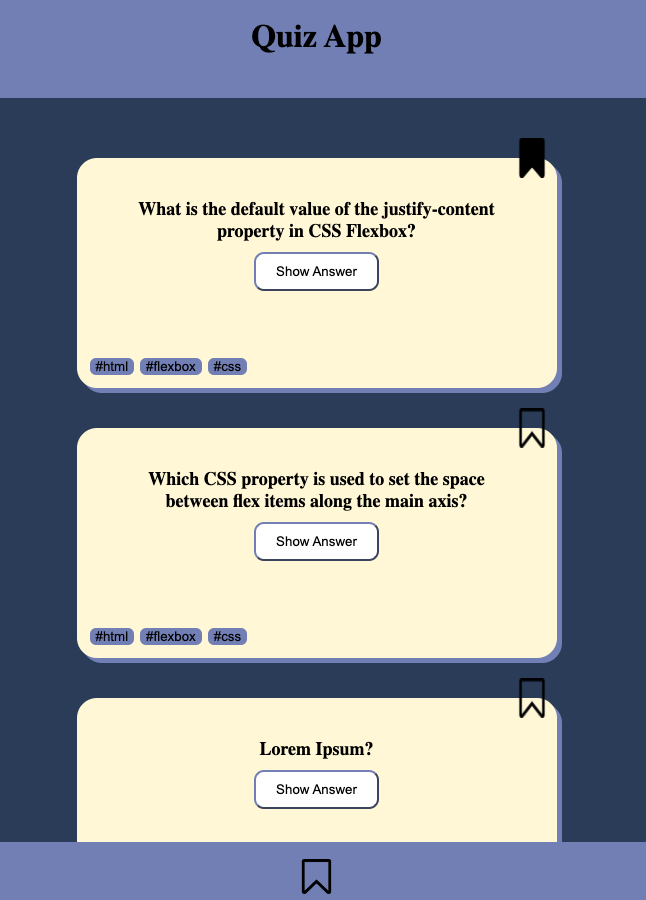 Quiz App
What is the default value of the justify-content
property in CSS Flexbox?
Show Answer
#html #flexbox #css
Which CSS property is used to set the space
between flex items along the main axis?
Show Answer
#html #flexbox #css
Lorem Ipsum?
Show Answer